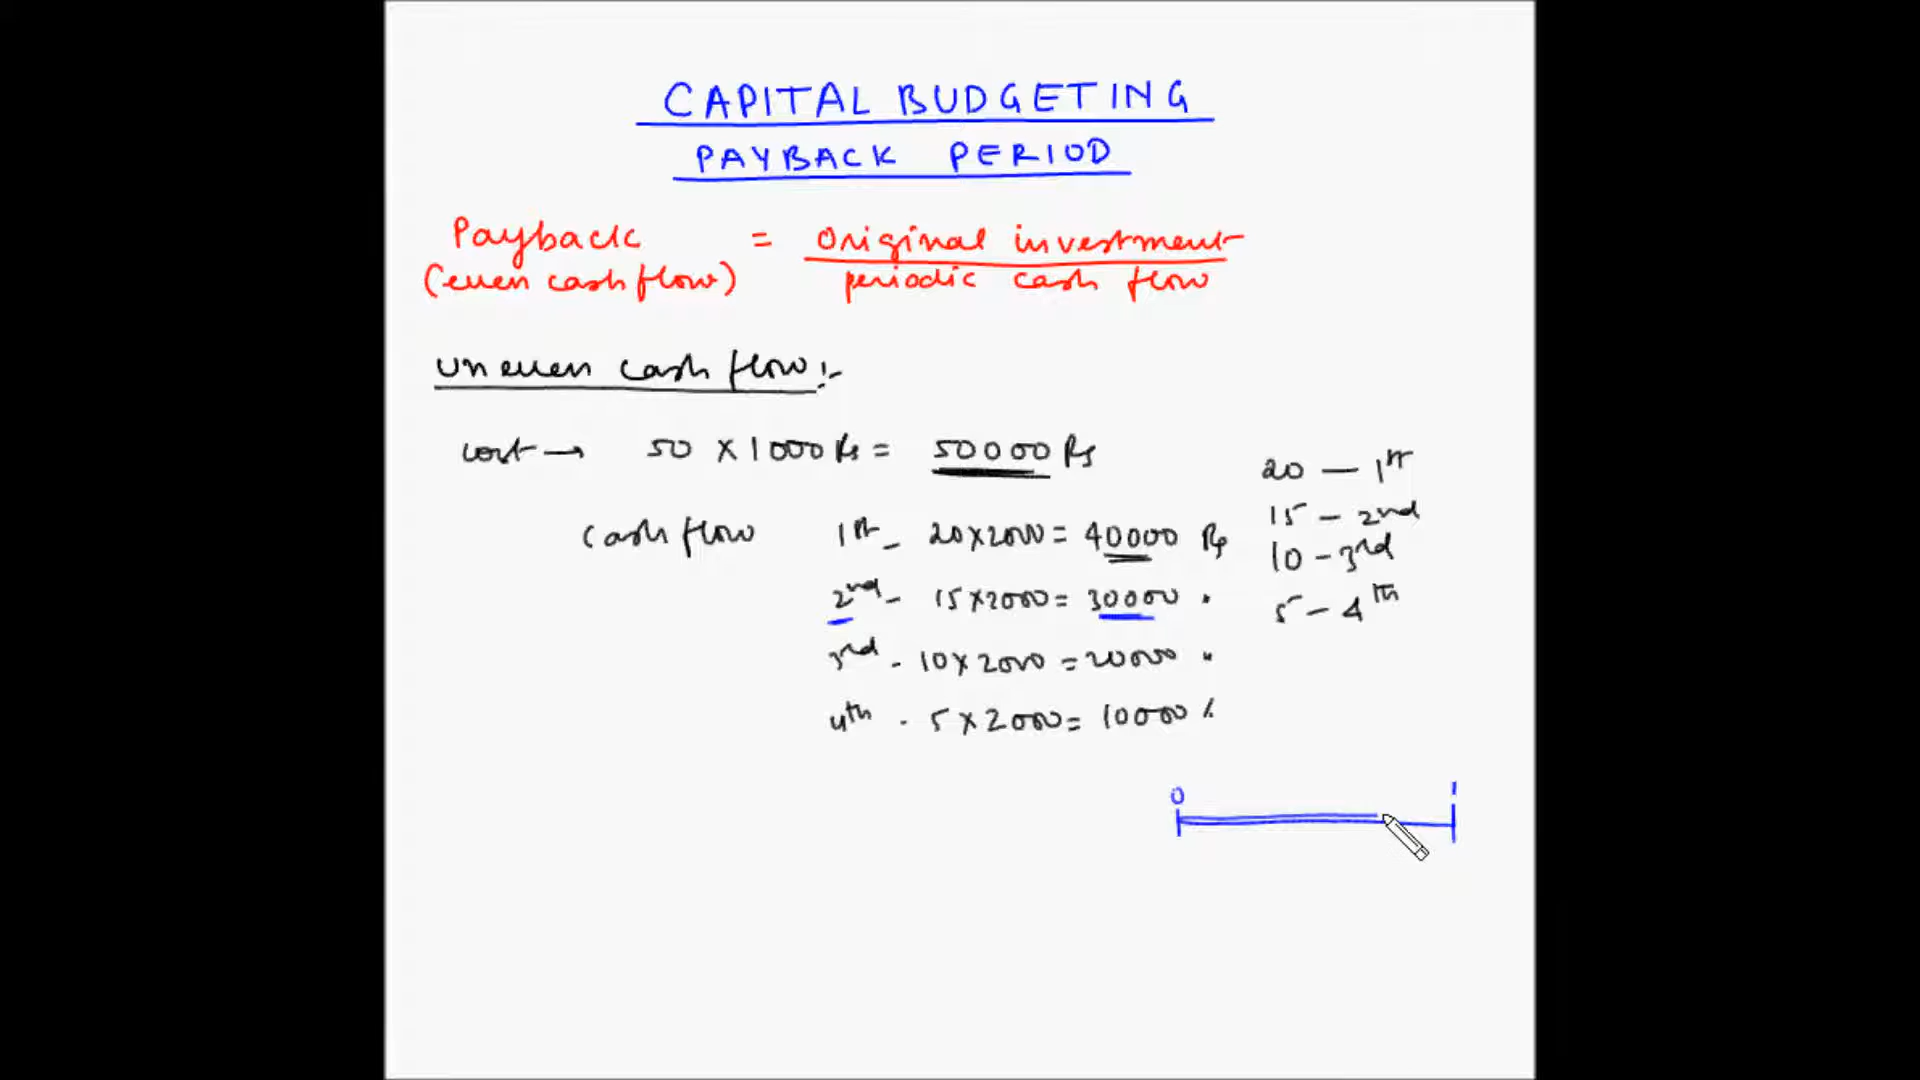 CAPITAL BUDGETING
PAYBACK PERIOD
Payback = Original investment
(even cash flow) periodic cash flow
uneven cash flow:-
cost → 50 X 1000 Rs = 50000 Rs
20 — 1st
15 - 2nd
cash flow 1st - 20x2000 = 40000 Rs
10 - 3rd
2nd - 15x2000 = 30000 "
5 - 4th
3rd - 10x2000 = 20000 "
4th - 5x2000 = 10000 "
0 1